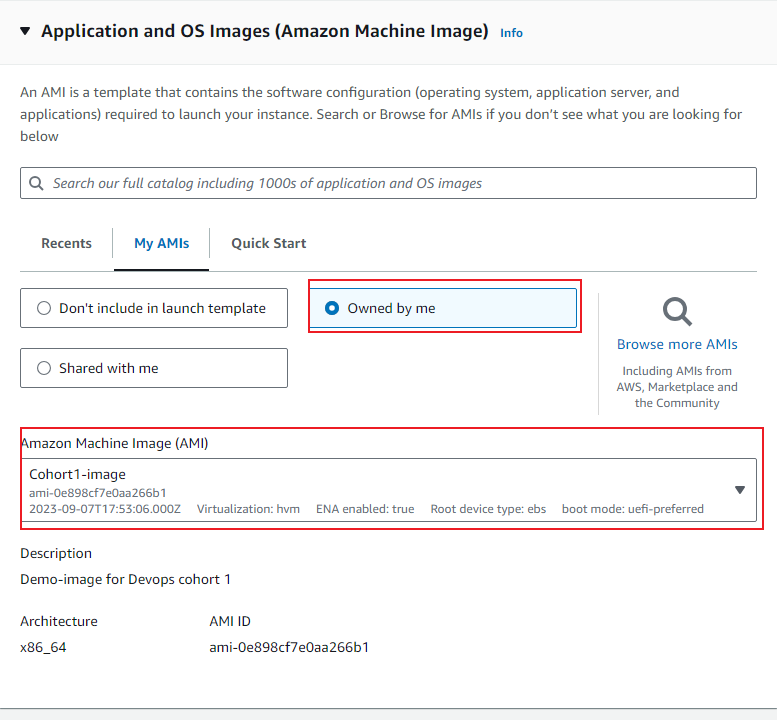 Application and OS Images (Amazon Machine Image) Info
An AMI is a template that contains the software configuration (operating system, application server, and
applications) required to launch your instance. Search or Browse for AMIs if you don't see what you are looking for
below
Search our full catalog including 1000s of application and OS images
Recents My AMIs Quick Start
Don't include in launch template
Owned by me
Shared with me
Browse more AMIs
Including AMIs from
AWS, Marketplace and
the Community
Amazon Machine Image (AMI)
Cohort1-image
ami-0e898cf7e0aa266b1
2023-09-07T17:53:06.000Z Virtualization: hvm ENA enabled: true Root device type: ebs boot mode: uefi-preferred
Description
Demo-image for Devops cohort 1
Architecture AMI ID
x86_64 ami-0e898cf7e0aa266b1